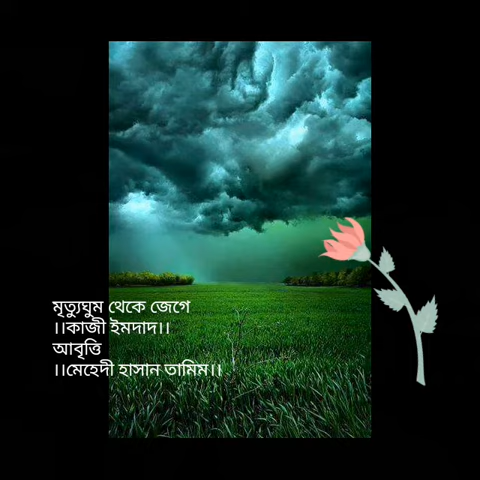 মৃত্যুঘুম থেকে জেগে
।।কাজী ইমদাদ।।
আবৃত্তি
।।মেহেদী হাসান তামিম।।